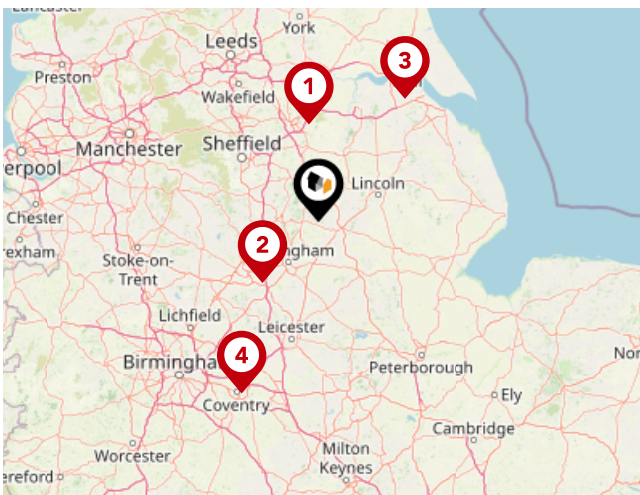 Lancaster
York
Leeds
3
Preston
1
Wakefield
Manchester
Sheffield
erpool
Lincoln
Chester
2
ingham
rexham
Stoke-on-
Trent
Lichfield
Leicester
4
Birmingha
Peterborough
Nor
Ely
Coventry
Cambridge
Worcester
Milton
Keynes
ereford